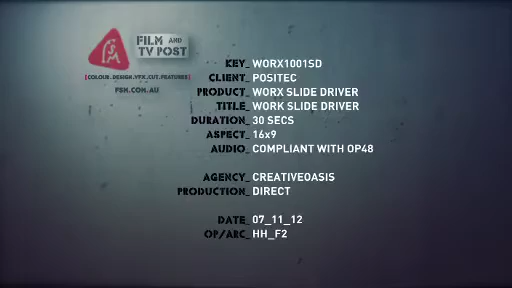 FSM
FILM AND
TV POST
[COLOUR.DESIGN.VFX.CUT.FEATURES]
FSM.COM.AU
KEY_ WORX1001SD
CLIENT_ POSITEC
PRODUCT_ WORX SLIDE DRIVER
TITLE_ WORK SLIDE DRIVER
DURATION_ 30 SECS
ASPECT_ 16x9
AUDIO_ COMPLIANT WITH OP48
AGENCY_ CREATIVEOASIS
PRODUCTION_ DIRECT
DATE_ 07_11_12
OP/ARC_ HH_F2